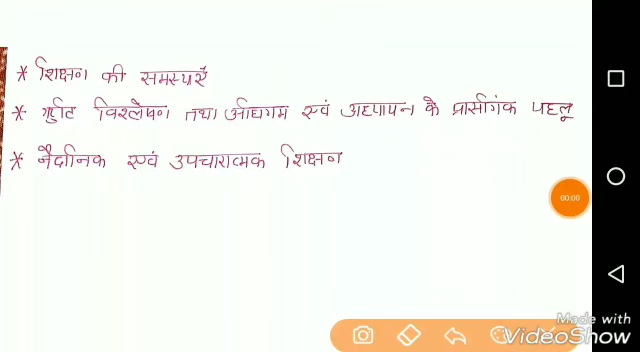 * शिक्षण की समस्याएँ
* त्रुटि विश्लेषण तथा अधिगम एवं अध्यापन के प्रासंगिक पहलू
* नैदानिक एवं उपचारात्मक शिक्षण
00:00
Made with
VideoShow